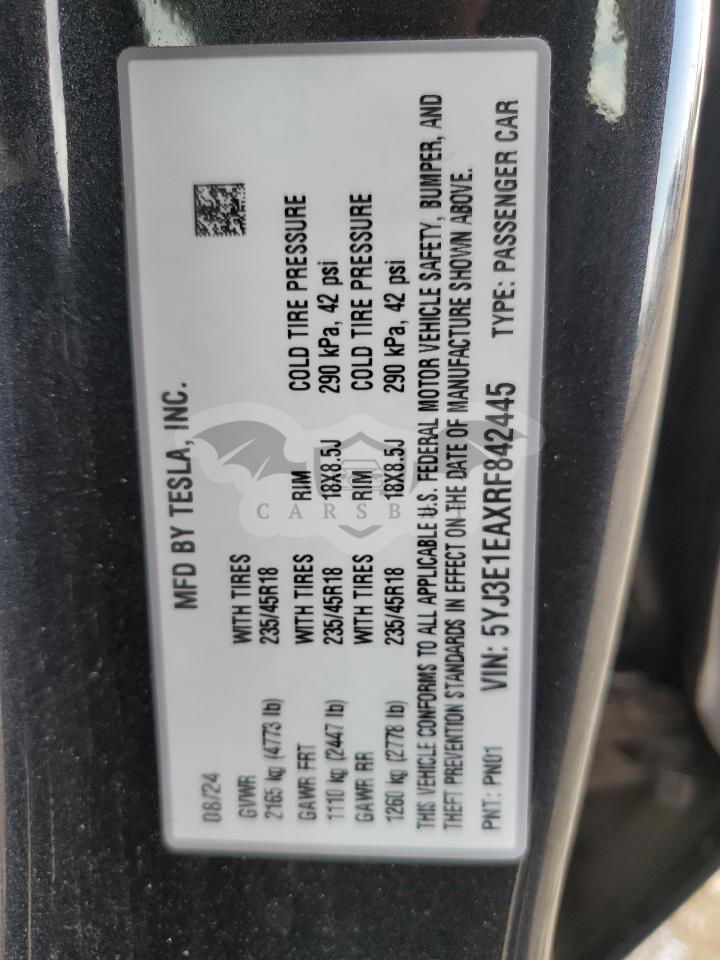 MFD BY TESLA, INC.
08/24
GVWR WITH TIRES
2165 kg (4773 lb) 235/45R18
GAWR FRT WITH TIRES RIM COLD TIRE PRESSURE
1110 kg (2447 lb) 235/45R18 18X8.5J 290 kPa, 42 psi
GAWR RR WITH TIRES RIM COLD TIRE PRESSURE
1260 kg (2778 lb) 235/45R18 18X8.5J 290 kPa, 42 psi
THIS VEHICLE CONFORMS TO ALL APPLICABLE U.S. FEDERAL MOTOR VEHICLE SAFETY, BUMPER, AND
THEFT PREVENTION STANDARDS IN EFFECT ON THE DATE OF MANUFACTURE SHOWN ABOVE.
PNT: PN01 VIN: 5YJ3E1EAXRF842445 TYPE: PASSENGER CAR